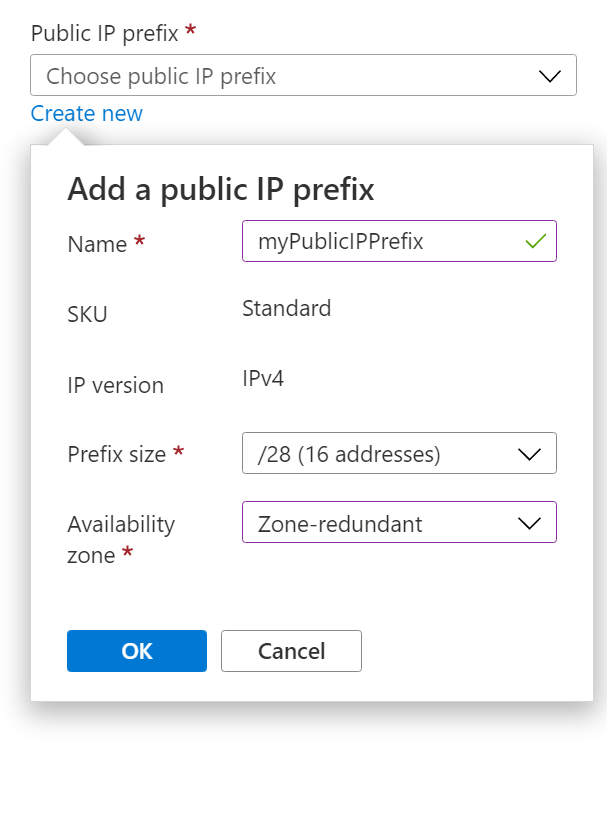 Public IP prefix *
Choose public IP prefix
Create new
Add a public IP prefix
Name *
myPublicIPPrefix
SKU
Standard
IP version
IPv4
Prefix size *
/28 (16 addresses)
Availability
zone *
Zone-redundant
OK
Cancel